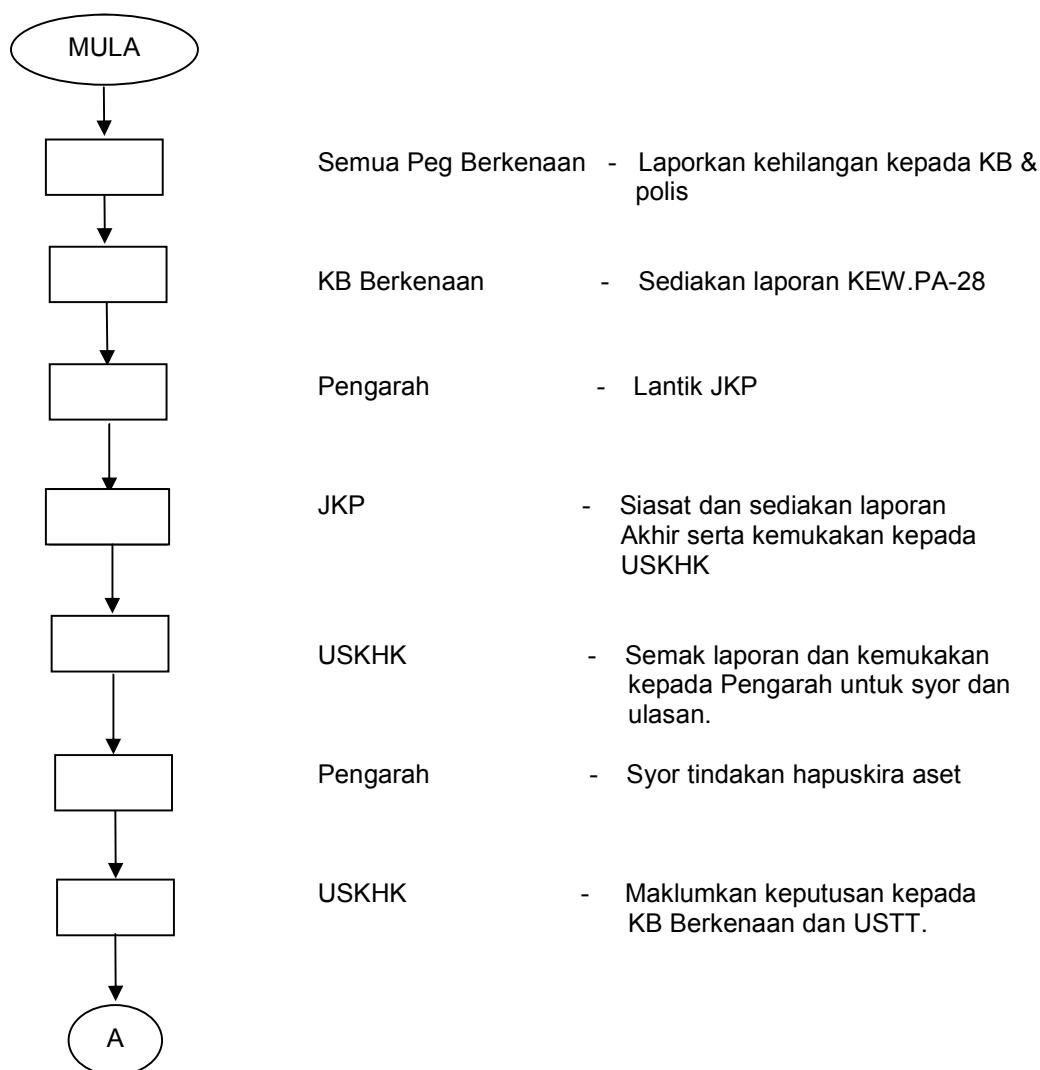 MULA
Semua Peg Berkenaan - Laporkan kehilangan kepada KB &
polis
KB Berkenaan - Sediakan laporan KEW.PA-28
Pengarah - Lantik JKP
JKP - Siasat dan sediakan laporan
Akhir serta kemukakan kepada
USKHK
USKHK - Semak laporan dan kemukakan
kepada Pengarah untuk syor dan
ulasan.
Pengarah - Syor tindakan hapuskira aset
USKHK - Maklumkan keputusan kepada
KB Berkenaan dan USTT.
A